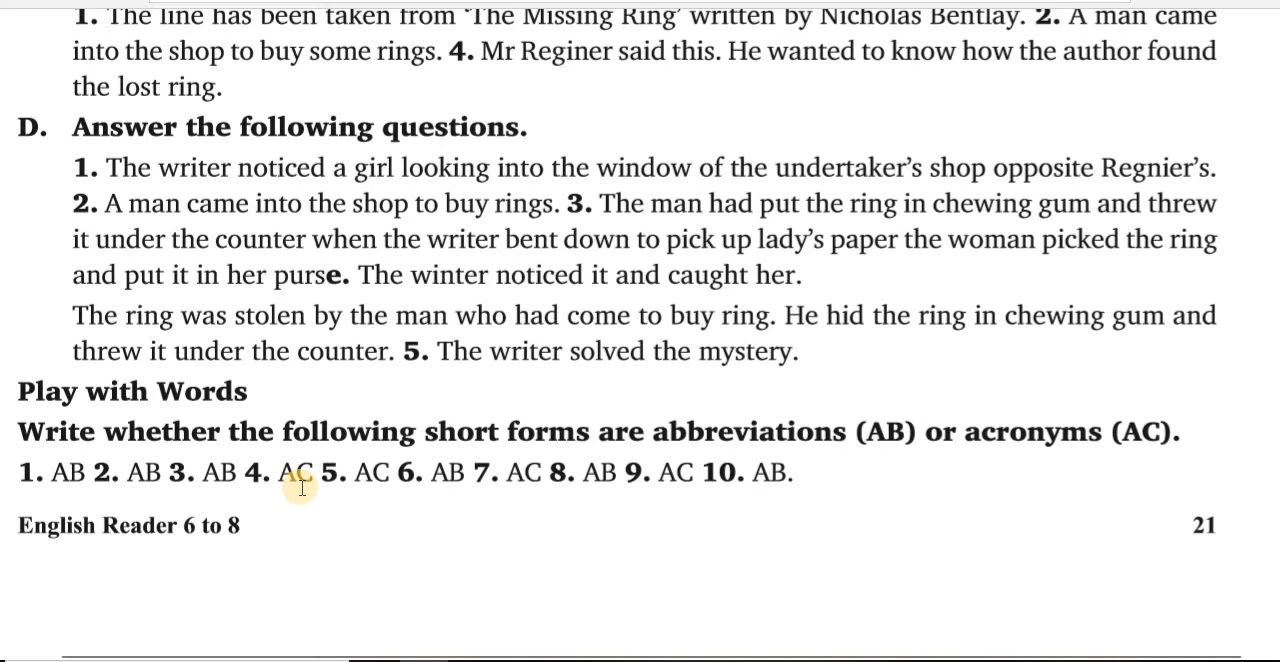 1. The line has been taken from 'The Missing Ring' written by Nicholas Bentlay. 2. A man came
into the shop to buy some rings. 4. Mr Reginer said this. He wanted to know how the author found
the lost ring.
D. Answer the following questions.
1. The writer noticed a girl looking into the window of the undertaker's shop opposite Regnier's.
2. A man came into the shop to buy rings. 3. The man had put the ring in chewing gum and threw
it under the counter when the writer bent down to pick up lady's paper the woman picked the ring
and put it in her purse. The winter noticed it and caught her.
The ring was stolen by the man who had come to buy ring. He hid the ring in chewing gum and
threw it under the counter. 5. The writer solved the mystery.
Play with Words
Write whether the following short forms are abbreviations (AB) or acronyms (AC).
1. AB 2. AB 3. AB 4. AC 5. AC 6. AB 7. AC 8. AB 9. AC 10. AB.
English Reader 6 to 8 21